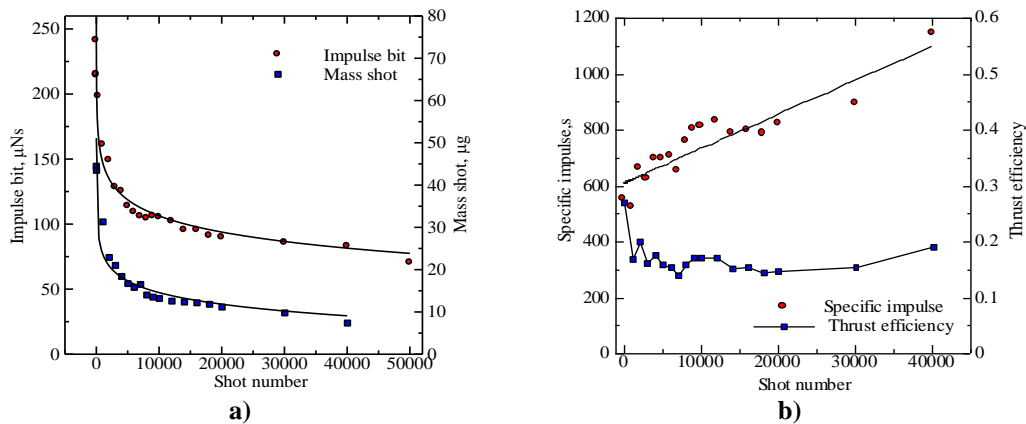 250
200
150
100
50
0
Impulse bit, µNs
80
70
60
50
40
30
20
10
0
Mass shot, µg
Impulse bit
Mass shot
0 10000 20000 30000 40000 50000
Shot number
a)
1200
1000
800
600
400
200
0
Specific impulse,s
0.6
0.5
0.4
0.3
0.2
0.1
Thrust efficiency
Specific impulse
Thrust efficiency
0 10000 20000 30000 40000
Shot number
b)